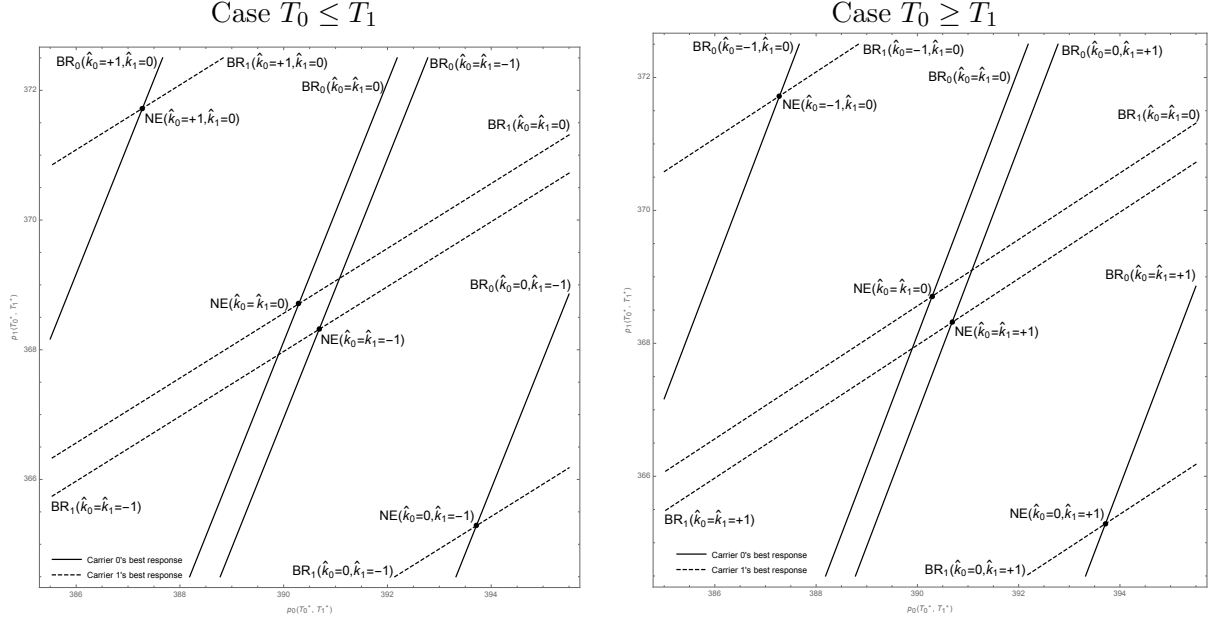 Case T₀ ≤ T₁
BR₀(k̂₀=+1,k̂₁=0)
BR₁(k̂₀=+1,k̂₁=0)
BR₀(k̂₀=k̂₁=−1)
BR₀(k̂₀=k̂₁=0)
NE(k̂₀=+1,k̂₁=0)
BR₁(k̂₀=k̂₁=0)
BR₀(k̂₀=0,k̂₁=−1)
NE(k̂₀=k̂₁=0)
NE(k̂₀=k̂₁=−1)
BR₁(k̂₀=k̂₁=−1)
NE(k̂₀=0,k̂₁=−1)
BR₁(k̂₀=0,k̂₁=−1)
Carrier 0's best response
Carrier 1's best response
372
370
368
366
p₁(T₀*, T₁*)
386 388 390 392 394
p₀(T₀*, T₁*)
Case T₀ ≥ T₁
BR₀(k̂₀=−1,k̂₁=0)
BR₁(k̂₀=−1,k̂₁=0)
BR₀(k̂₀=0,k̂₁=+1)
BR₀(k̂₀=k̂₁=0)
NE(k̂₀=−1,k̂₁=0)
BR₁(k̂₀=k̂₁=0)
BR₀(k̂₀=k̂₁=+1)
NE(k̂₀=k̂₁=0)
NE(k̂₀=k̂₁=+1)
BR₁(k̂₀=k̂₁=+1)
NE(k̂₀=0,k̂₁=+1)
BR₁(k̂₀=0,k̂₁=+1)
Carrier 0's best response
Carrier 1's best response
372
370
368
366
p₁(T₀*, T₁*)
386 388 390 392 394
p₀(T₀*, T₁*)